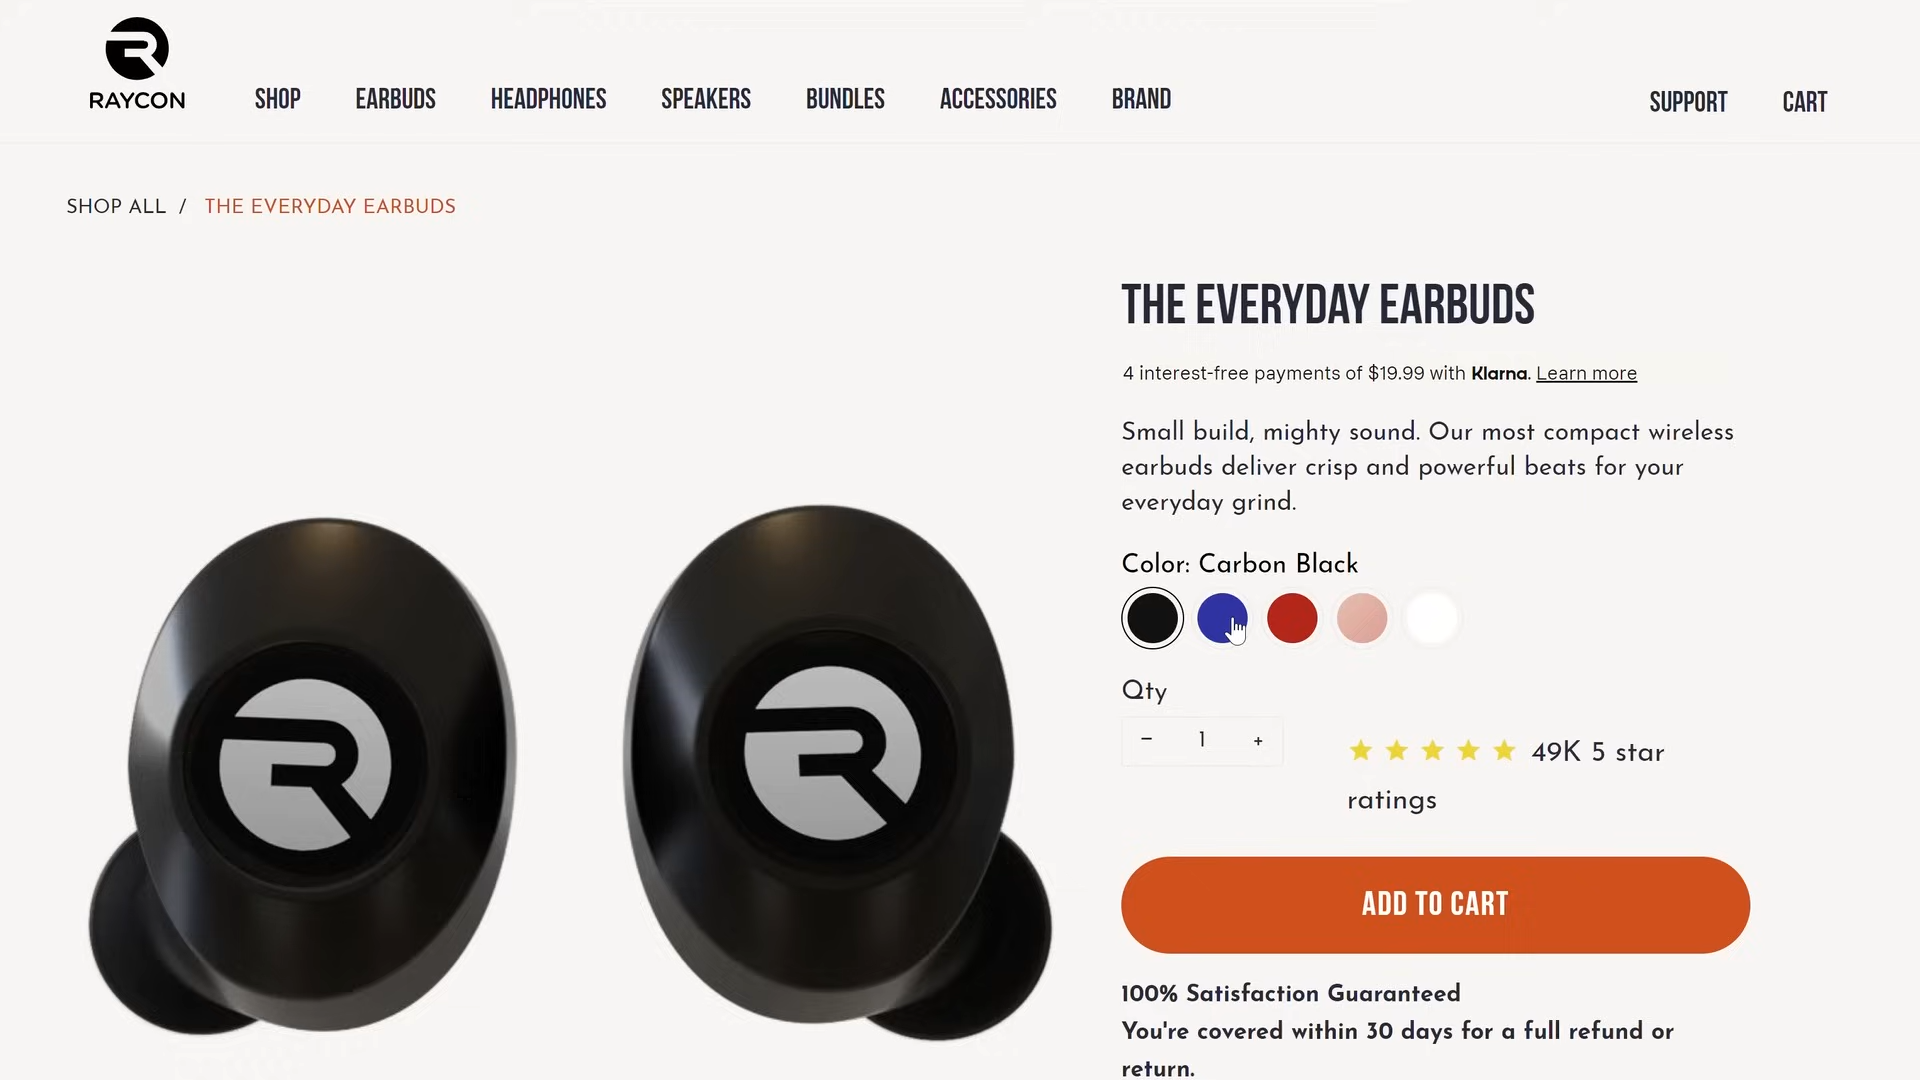 RAYCON
SHOP
EARBUDS
HEADPHONES
SPEAKERS
BUNDLES
ACCESSORIES
BRAND
SUPPORT
CART
SHOP ALL / THE EVERYDAY EARBUDS
THE EVERYDAY EARBUDS
4 interest-free payments of $19.99 with Klarna. Learn more
Small build, mighty sound. Our most compact wireless
earbuds deliver crisp and powerful beats for your
everyday grind.
Color: Carbon Black
Qty
− 1 +
49K 5 star
ratings
ADD TO CART
100% Satisfaction Guaranteed
You're covered within 30 days for a full refund or
return.